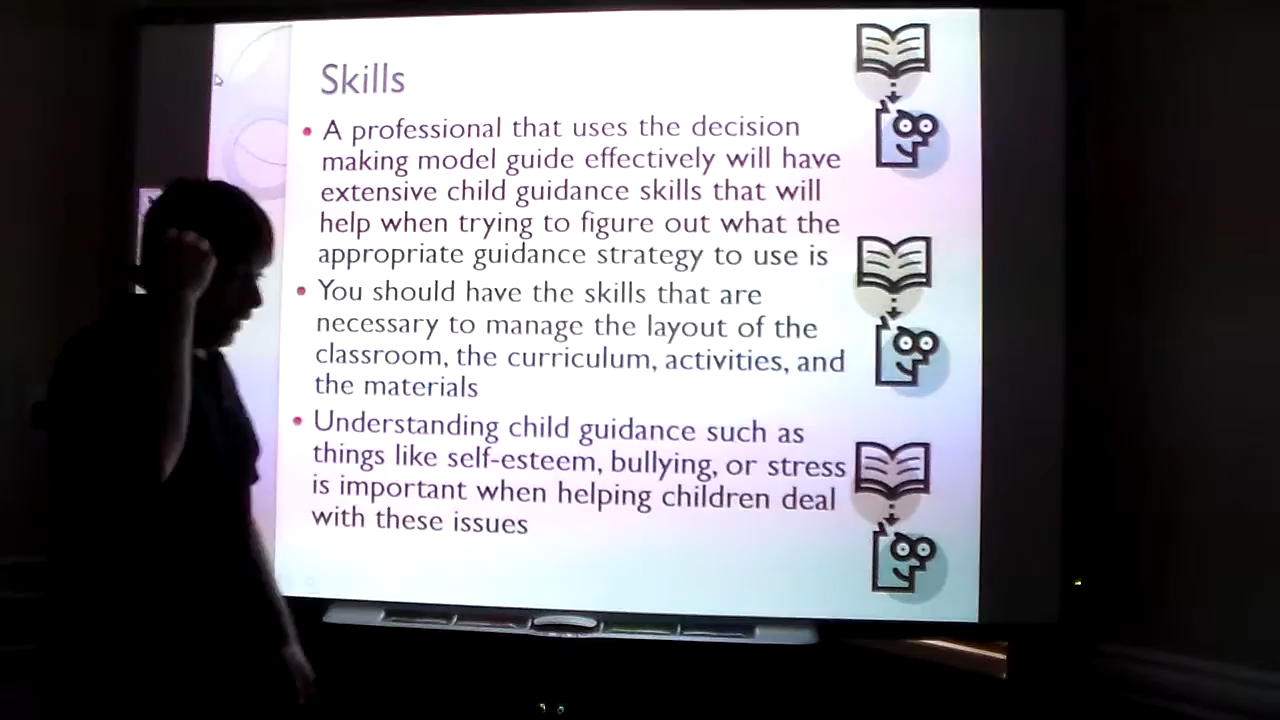 Skills
• A professional that uses the decision
making model guide effectively will have
extensive child guidance skills that will
help when trying to figure out what the
appropriate guidance strategy to use is
• You should have the skills that are
necessary to manage the layout of the
classroom, the curriculum, activities, and
the materials
• Understanding child guidance such as
things like self-esteem, bullying, or stress
is important when helping children deal
with these issues